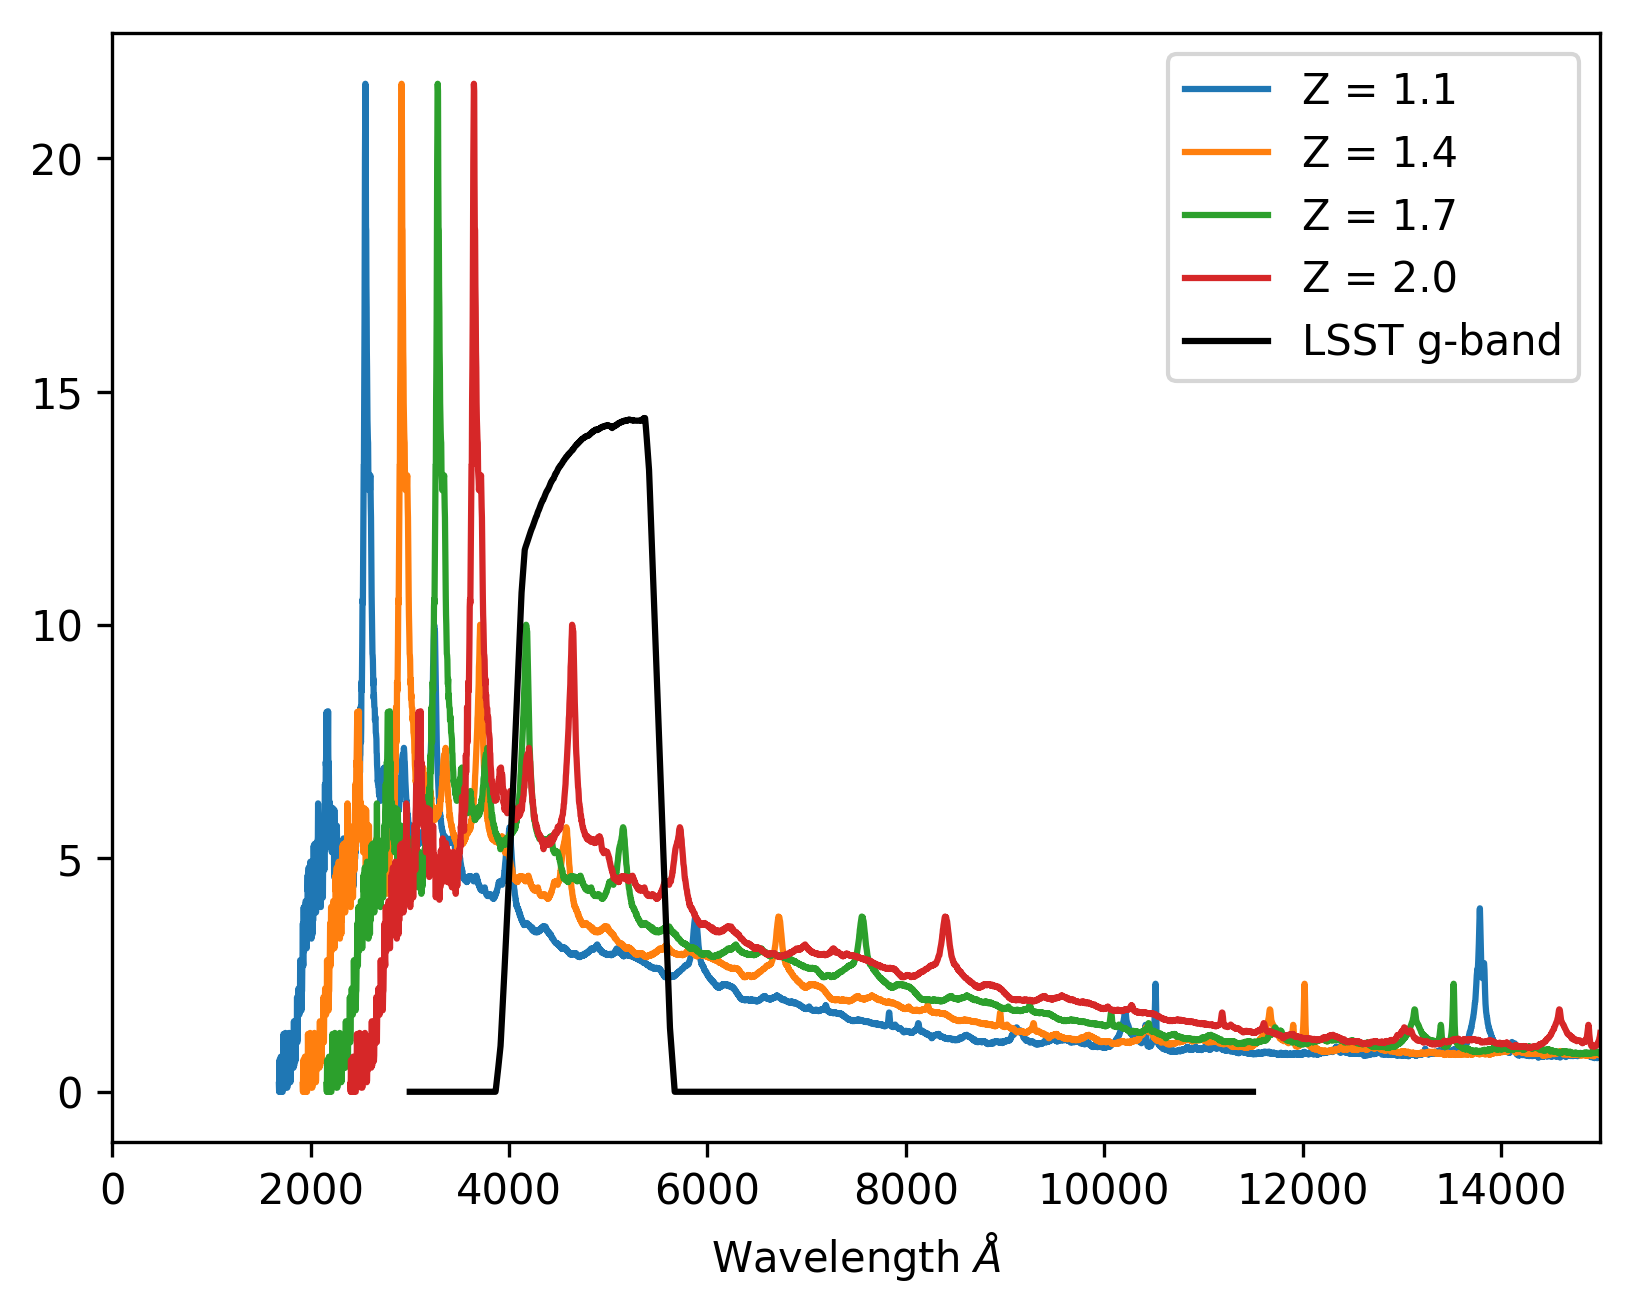 Z = 1.1
Z = 1.4
Z = 1.7
Z = 2.0
LSST g-band
20
15
10
5
0
0 2000 4000 6000 8000 10000 12000 14000
Wavelength Å